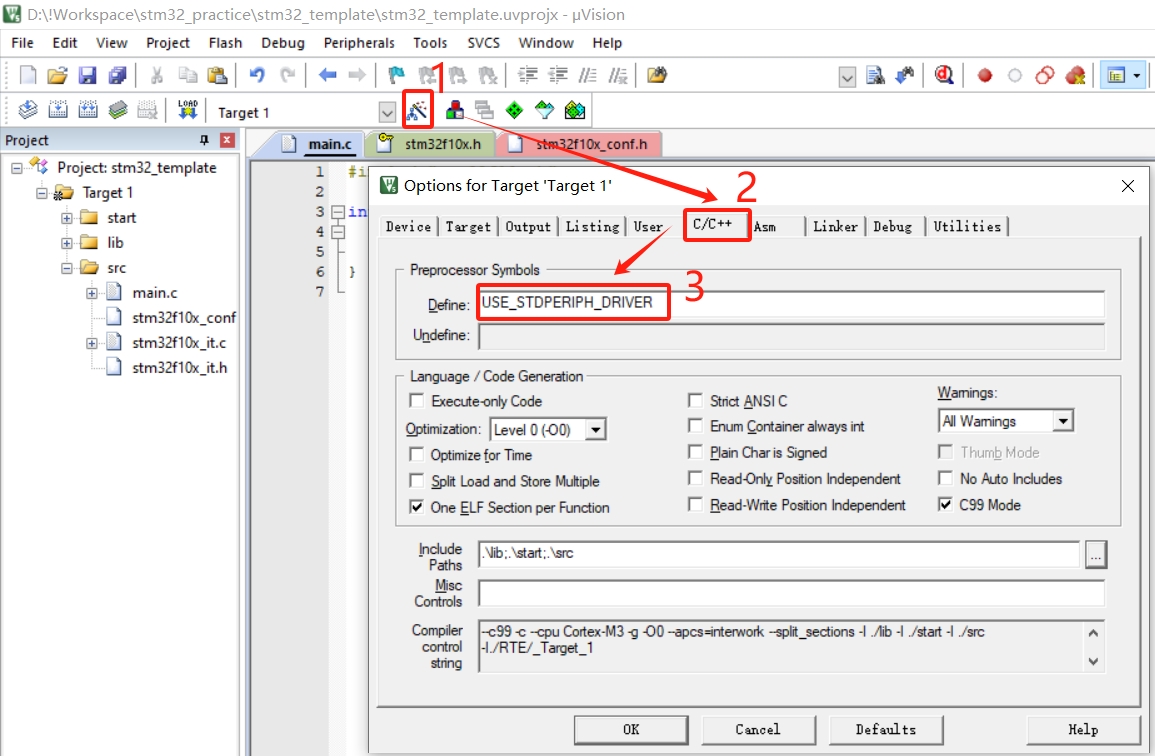 D:\!Workspace\stm32_practice\stm32_template\stm32_template.uvprojx - µVision
File Edit View Project Flash Debug Peripherals Tools SVCS Window Help
LOAD Target 1 1
Project
Project: stm32_template
Target 1
start
lib
src
main.c
stm32f10x_conf
stm32f10x_it.c
stm32f10x_it.h
main.c stm32f10x.h stm32f10x_conf.h
1 #i
2
3 in
4
5
6 }
7
Options for Target 'Target 1'
2
Device Target Output Listing User C/C++ Asm Linker Debug Utilities
Preprocessor Symbols
3
Define: USE_STDPERIPH_DRIVER
Undefine:
Language / Code Generation
Execute-only Code
Optimization: Level 0 (-O0)
Optimize for Time
Split Load and Store Multiple
One ELF Section per Function
Strict ANSI C
Enum Container always int
Plain Char is Signed
Read-Only Position Independent
Read-Write Position Independent
Warnings:
All Warnings
Thumb Mode
No Auto Includes
C99 Mode
Include
Paths
.\lib;.\start;.\src
...
Misc
Controls
Compiler
control
string
--c99 -c --cpu Cortex-M3 -g -O0 --apcs=interwork --split_sections -I ./lib -I ./start -I ./src
-I./RTE/_Target_1
OK Cancel Defaults Help